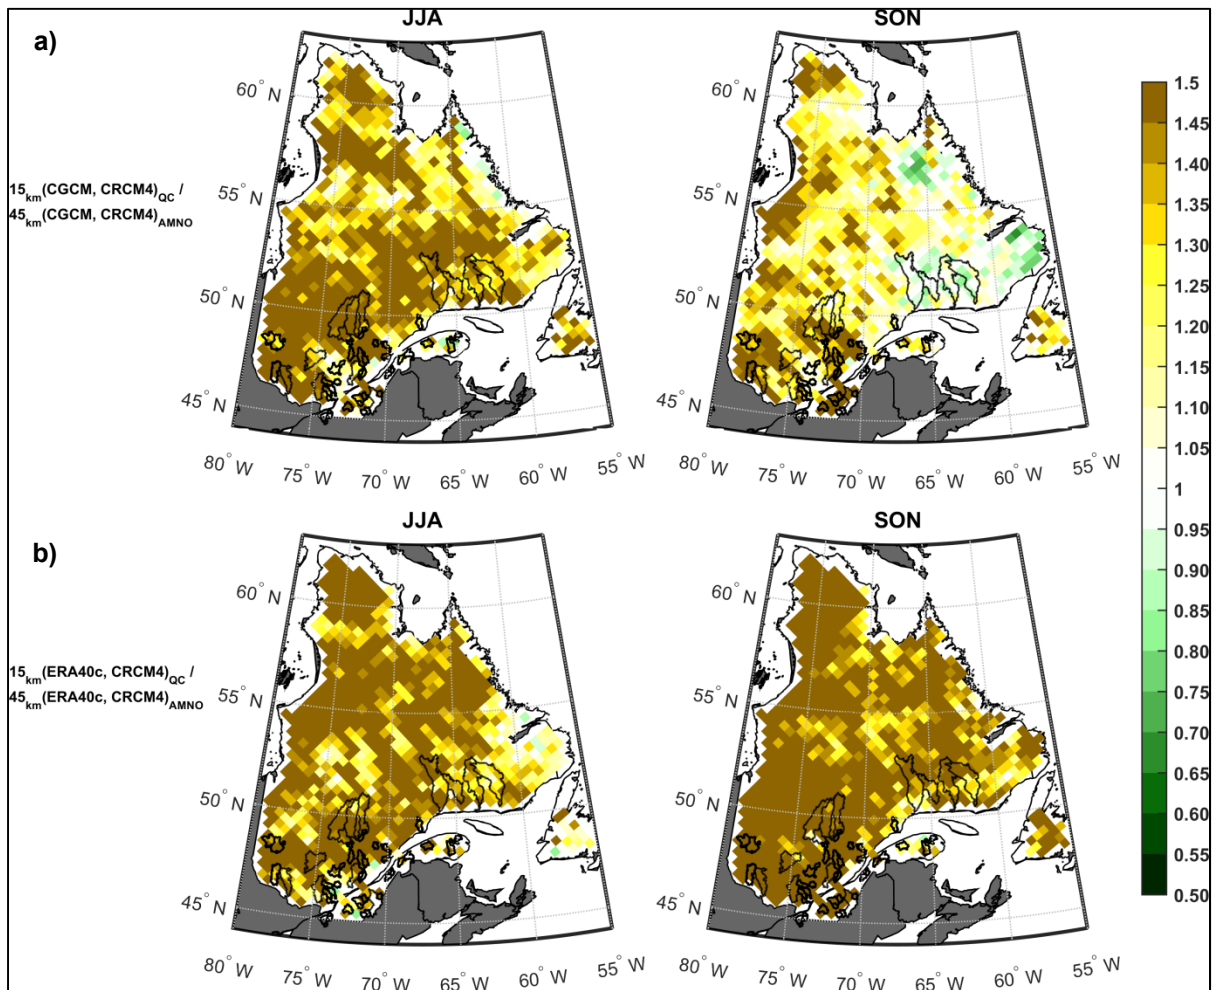 a)
JJA
SON
60° N
55° N
50° N
45° N
80° W
75° W
70° W
65° W
60° W
55° W
60° N
55° N
50° N
45° N
80° W
75° W
70° W
65° W
60° W
55° W
15km(CGCM, CRCM4)QC /
45km(CGCM, CRCM4)AMNO
b)
JJA
SON
60° N
55° N
50° N
45° N
80° W
75° W
70° W
65° W
60° W
55° W
60° N
55° N
50° N
45° N
80° W
75° W
70° W
65° W
60° W
55° W
15km(ERA40c, CRCM4)QC /
45km(ERA40c, CRCM4)AMNO
1.5
1.45
1.40
1.35
1.30
1.25
1.20
1.15
1.10
1.05
1
0.95
0.90
0.85
0.80
0.75
0.70
0.65
0.60
0.55
0.50